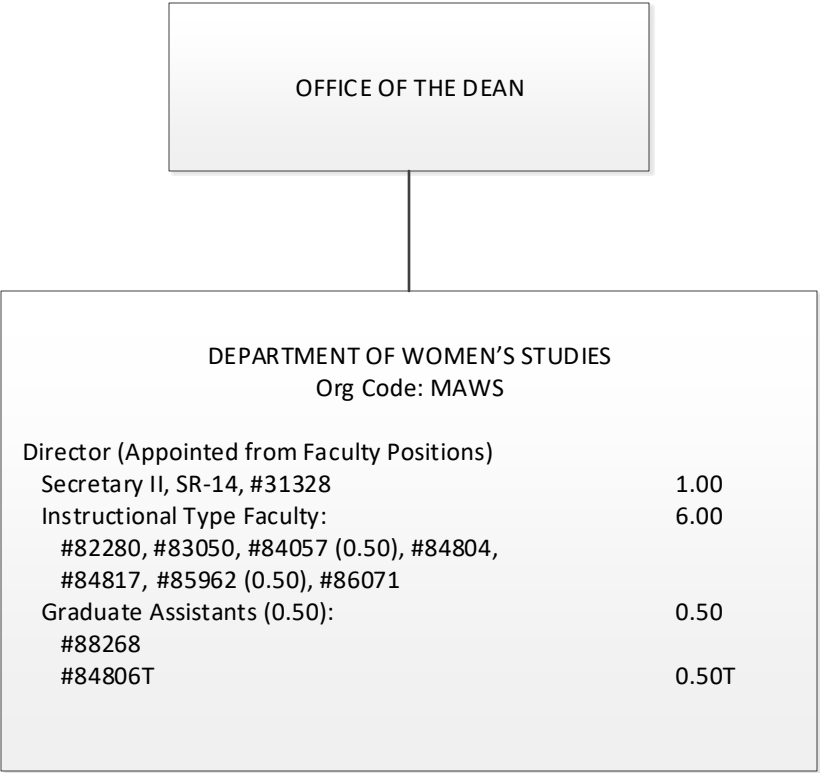 OFFICE OF THE DEAN
DEPARTMENT OF WOMEN’S STUDIES
Org Code: MAWS
Director (Appointed from Faculty Positions)
Secretary II, SR-14, #31328 1.00
Instructional Type Faculty: 6.00
#82280, #83050, #84057 (0.50), #84804,
#84817, #85962 (0.50), #86071
Graduate Assistants (0.50): 0.50
#88268
#84806T 0.50T